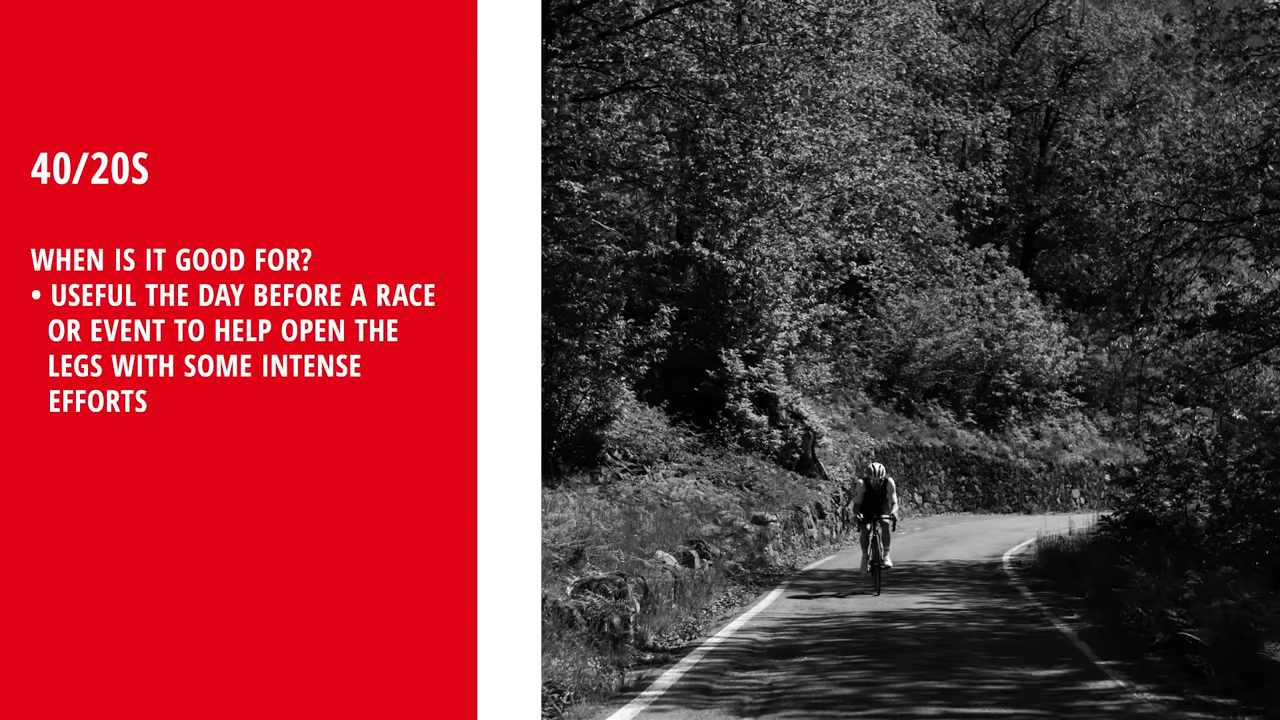 40/20S
WHEN IS IT GOOD FOR?
• USEFUL THE DAY BEFORE A RACE
OR EVENT TO HELP OPEN THE
LEGS WITH SOME INTENSE
EFFORTS